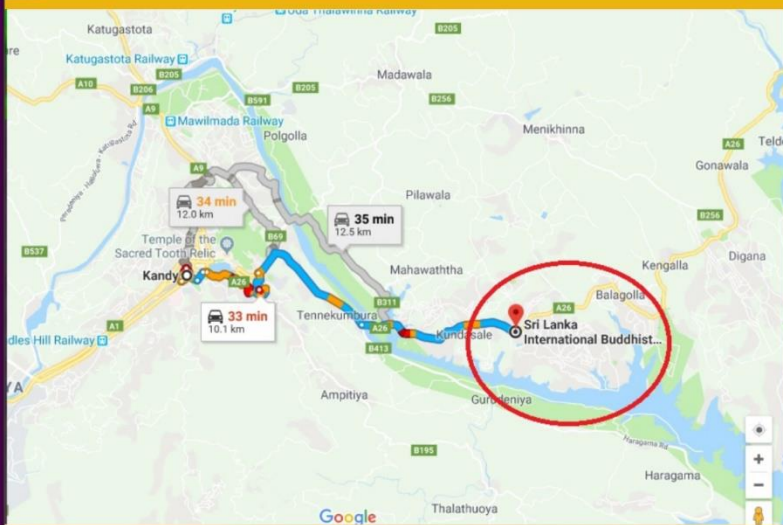 Uda Thalawinna Railway
Katugastota
B205
Katugastota Railway
Madawala
A10
B206
B205
B205
B591
B256
A9
Mawilmada Railway
Menikhinna
Polgolla
A26
Gonawala
A9
34 min
12.0 km
Pilawala
35 min
12.5 km
B256
B537
Temple of the
Sacred Tooth Relic
B69
Digana
Kengalla
Mahawaththa
Kandy
A26
Balagolla
A26
B311
33 min
10.1 km
Tennekumbura
A26
Sri Lanka
International Buddhist...
A1
Kundasale
dles Hill Railway
B413
YA
Ampitiya
Gurudeniya
Haragama Rd
B195
Haragama
Thalathuoya
Google